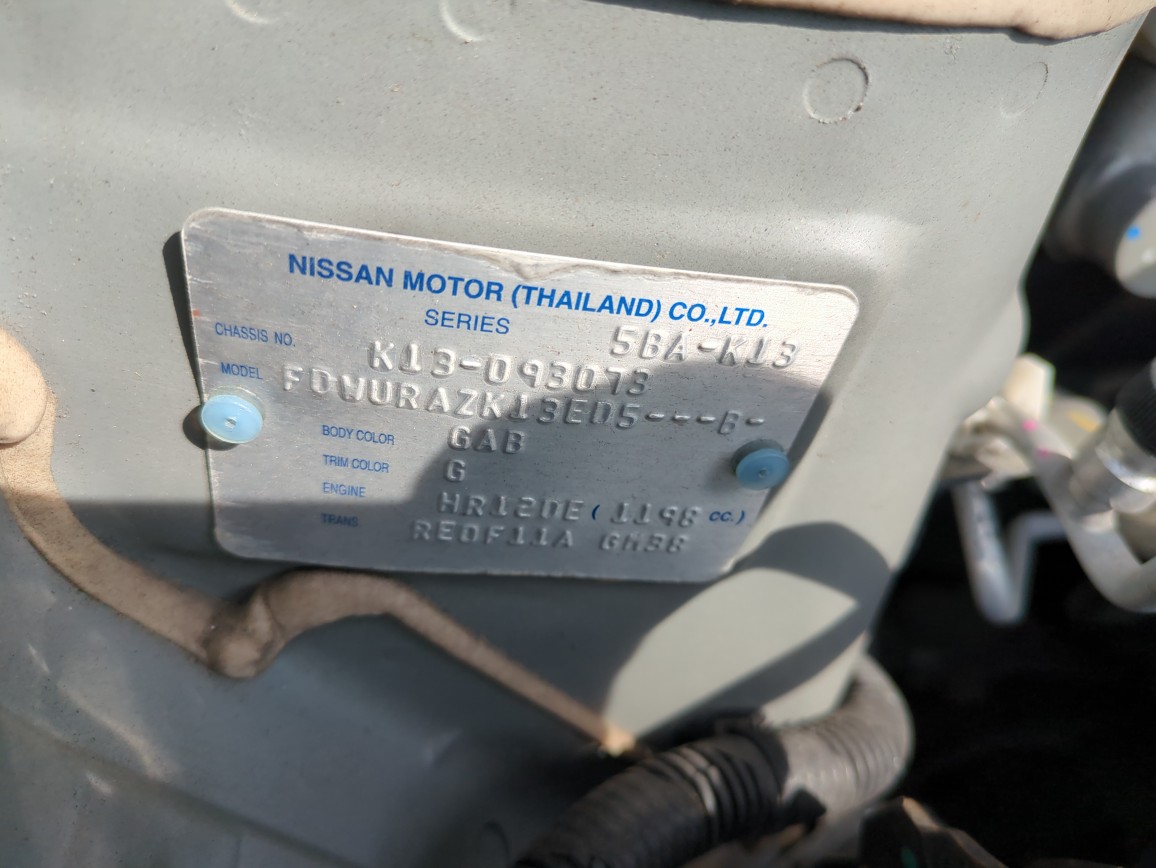 NISSAN MOTOR (THAILAND) CO.,LTD.
SERIES 5BA-K13
CHASSIS NO. K13-093073
MODEL FDWURAZK13ED5---B-
BODY COLOR GAB
TRIM COLOR G
ENGINE HR12DE ( 1198 CC.)
TRANS RE0F11A GH38